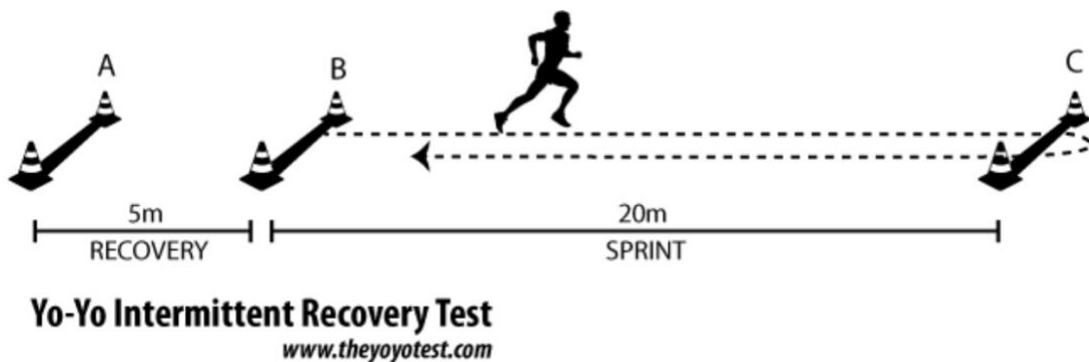 A
B
C
5m
20m
RECOVERY
SPRINT
Yo-Yo Intermittent Recovery Test
www.theyoyotest.com